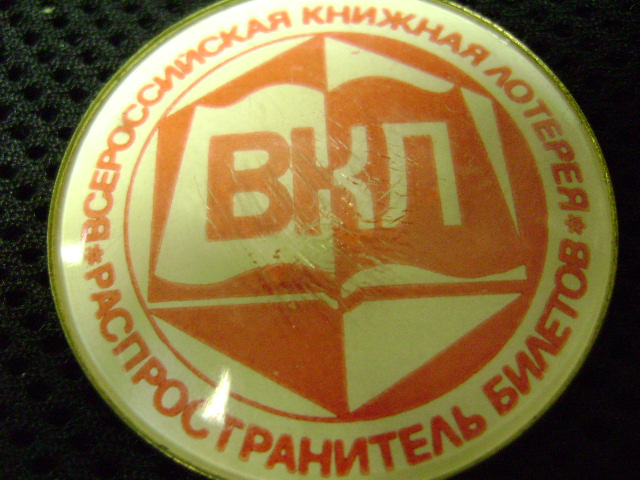 ВСЕРОССИЙСКАЯ КНИЖНАЯ ЛОТЕРЕЯ
ВКЛ
*РАСПРОСТРАНИТЕЛЬ БИЛЕТОВ*